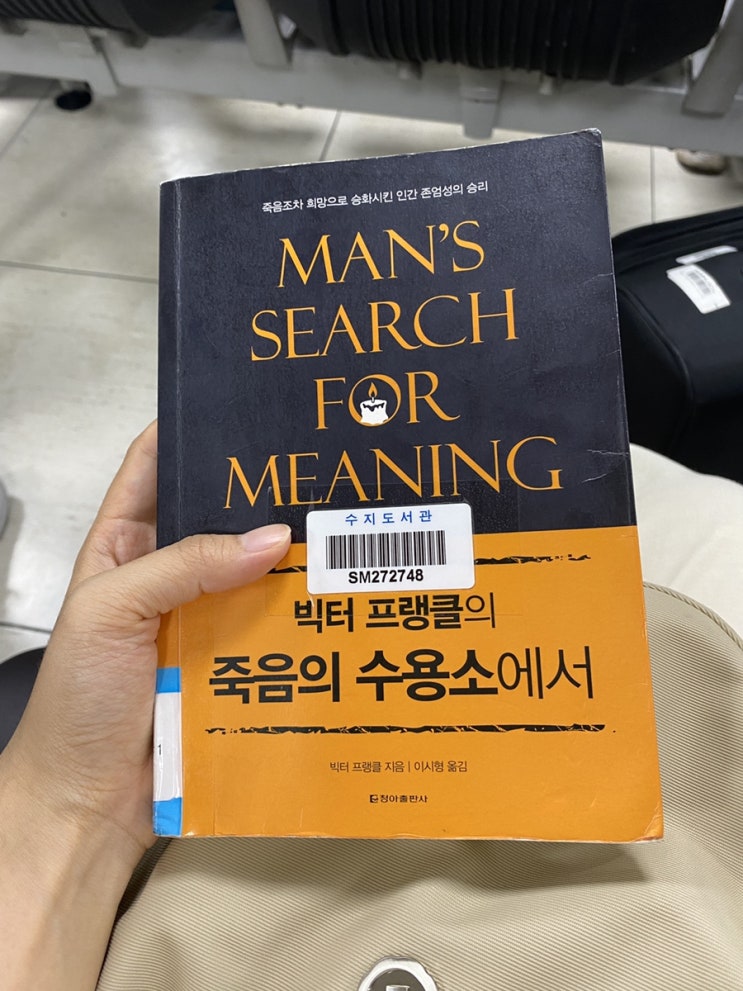 죽음조차 희망으로 승화시킨 인간 존엄성의 승리
MAN'S
SEARCH
FOR
MEANING
수지도서관
SM272748
빅터 프랭클의
죽음의 수용소에서
빅터 프랭클 지음 | 이시형 옮김
청아출판사
1